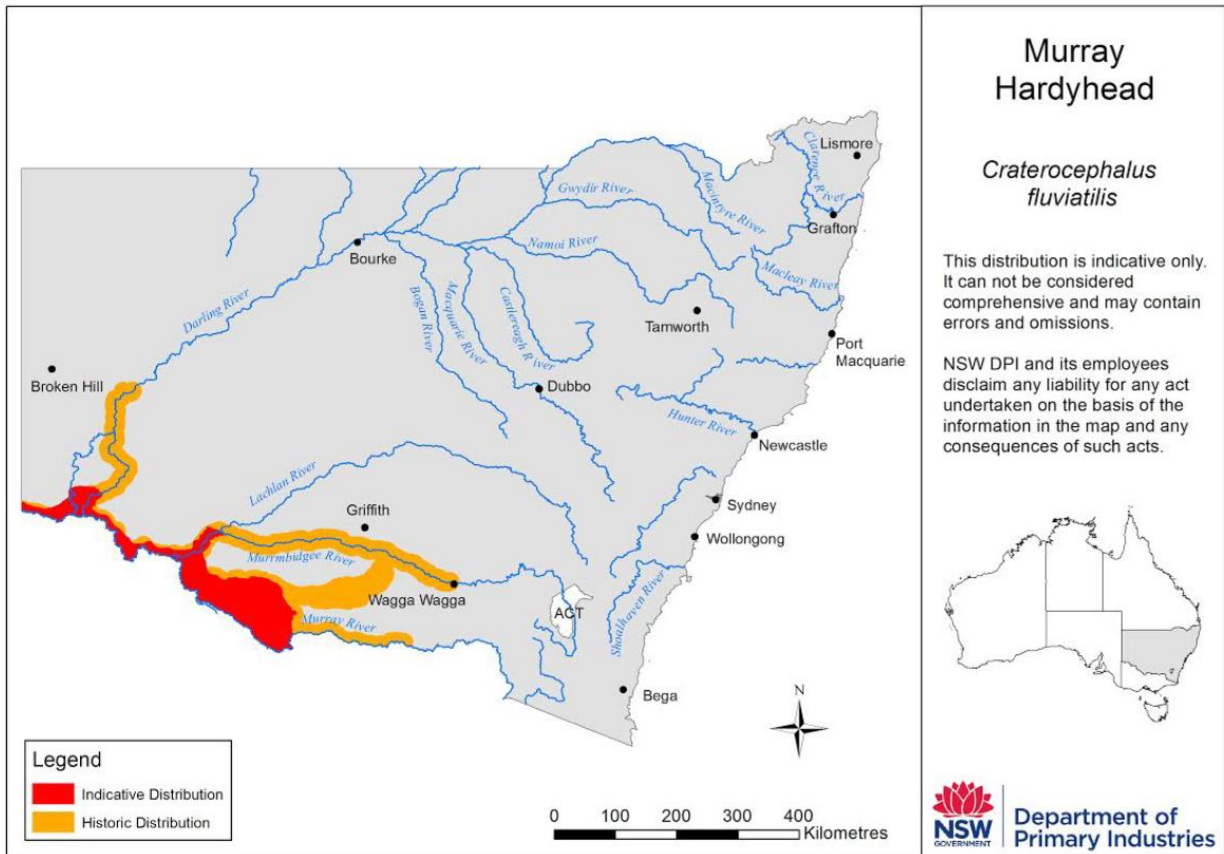 Murray
Hardyhead
Craterocephalus
fluviatilis
This distribution is indicative only.
It can not be considered
comprehensive and may contain
errors and omissions.
NSW DPI and its employees
disclaim any liability for any act
undertaken on the basis of the
information in the map and any
consequences of such acts.
Lismore
Clarence River
Gwydir River
Macintyre River
Grafton
Bourke
Namoi River
Macleay River
Darling River
Bogan River
Macquarie River
Castlereagh River
Tamworth
Port
Macquarie
Broken Hill
Dubbo
Hunter River
Newcastle
Lachlan River
Griffith
Sydney
Wollongong
Murrmbidgee River
Wagga Wagga
ACT
Shoalhaven River
Murray River
Bega
N
Legend
Indicative Distribution
Historic Distribution
0 100 200 300 400
Kilometres
NSW
GOVERNMENT
Department of
Primary Industries